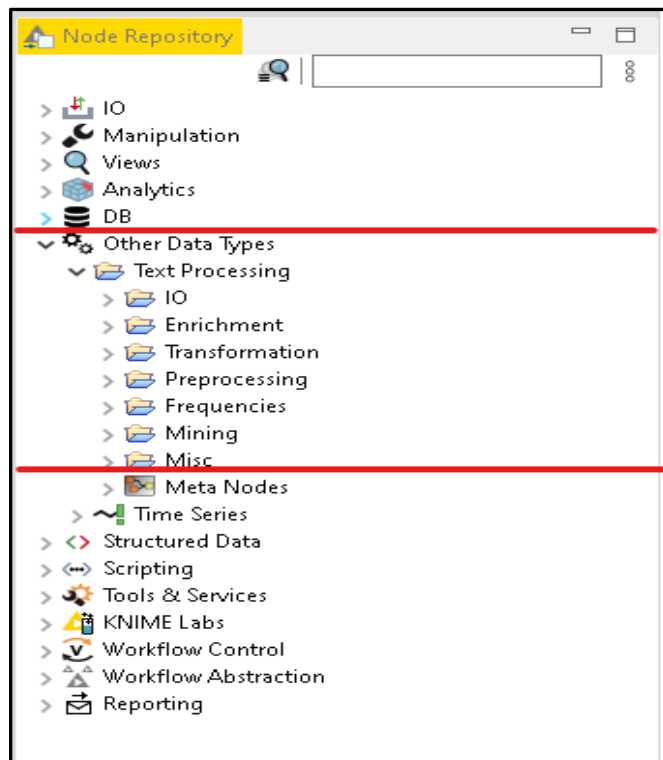 Node Repository
IO
Manipulation
Views
Analytics
DB
Other Data Types
Text Processing
IO
Enrichment
Transformation
Preprocessing
Frequencies
Mining
Misc
Meta Nodes
Time Series
Structured Data
Scripting
Tools & Services
KNIME Labs
Workflow Control
Workflow Abstraction
Reporting